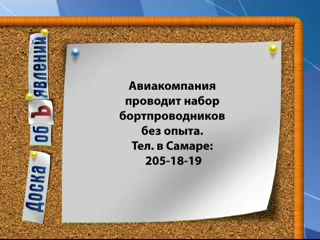 Доска обЪявлений
Авиакомпания
проводит набор
бортпроводников
без опыта.
Тел. в Самаре:
205-18-19